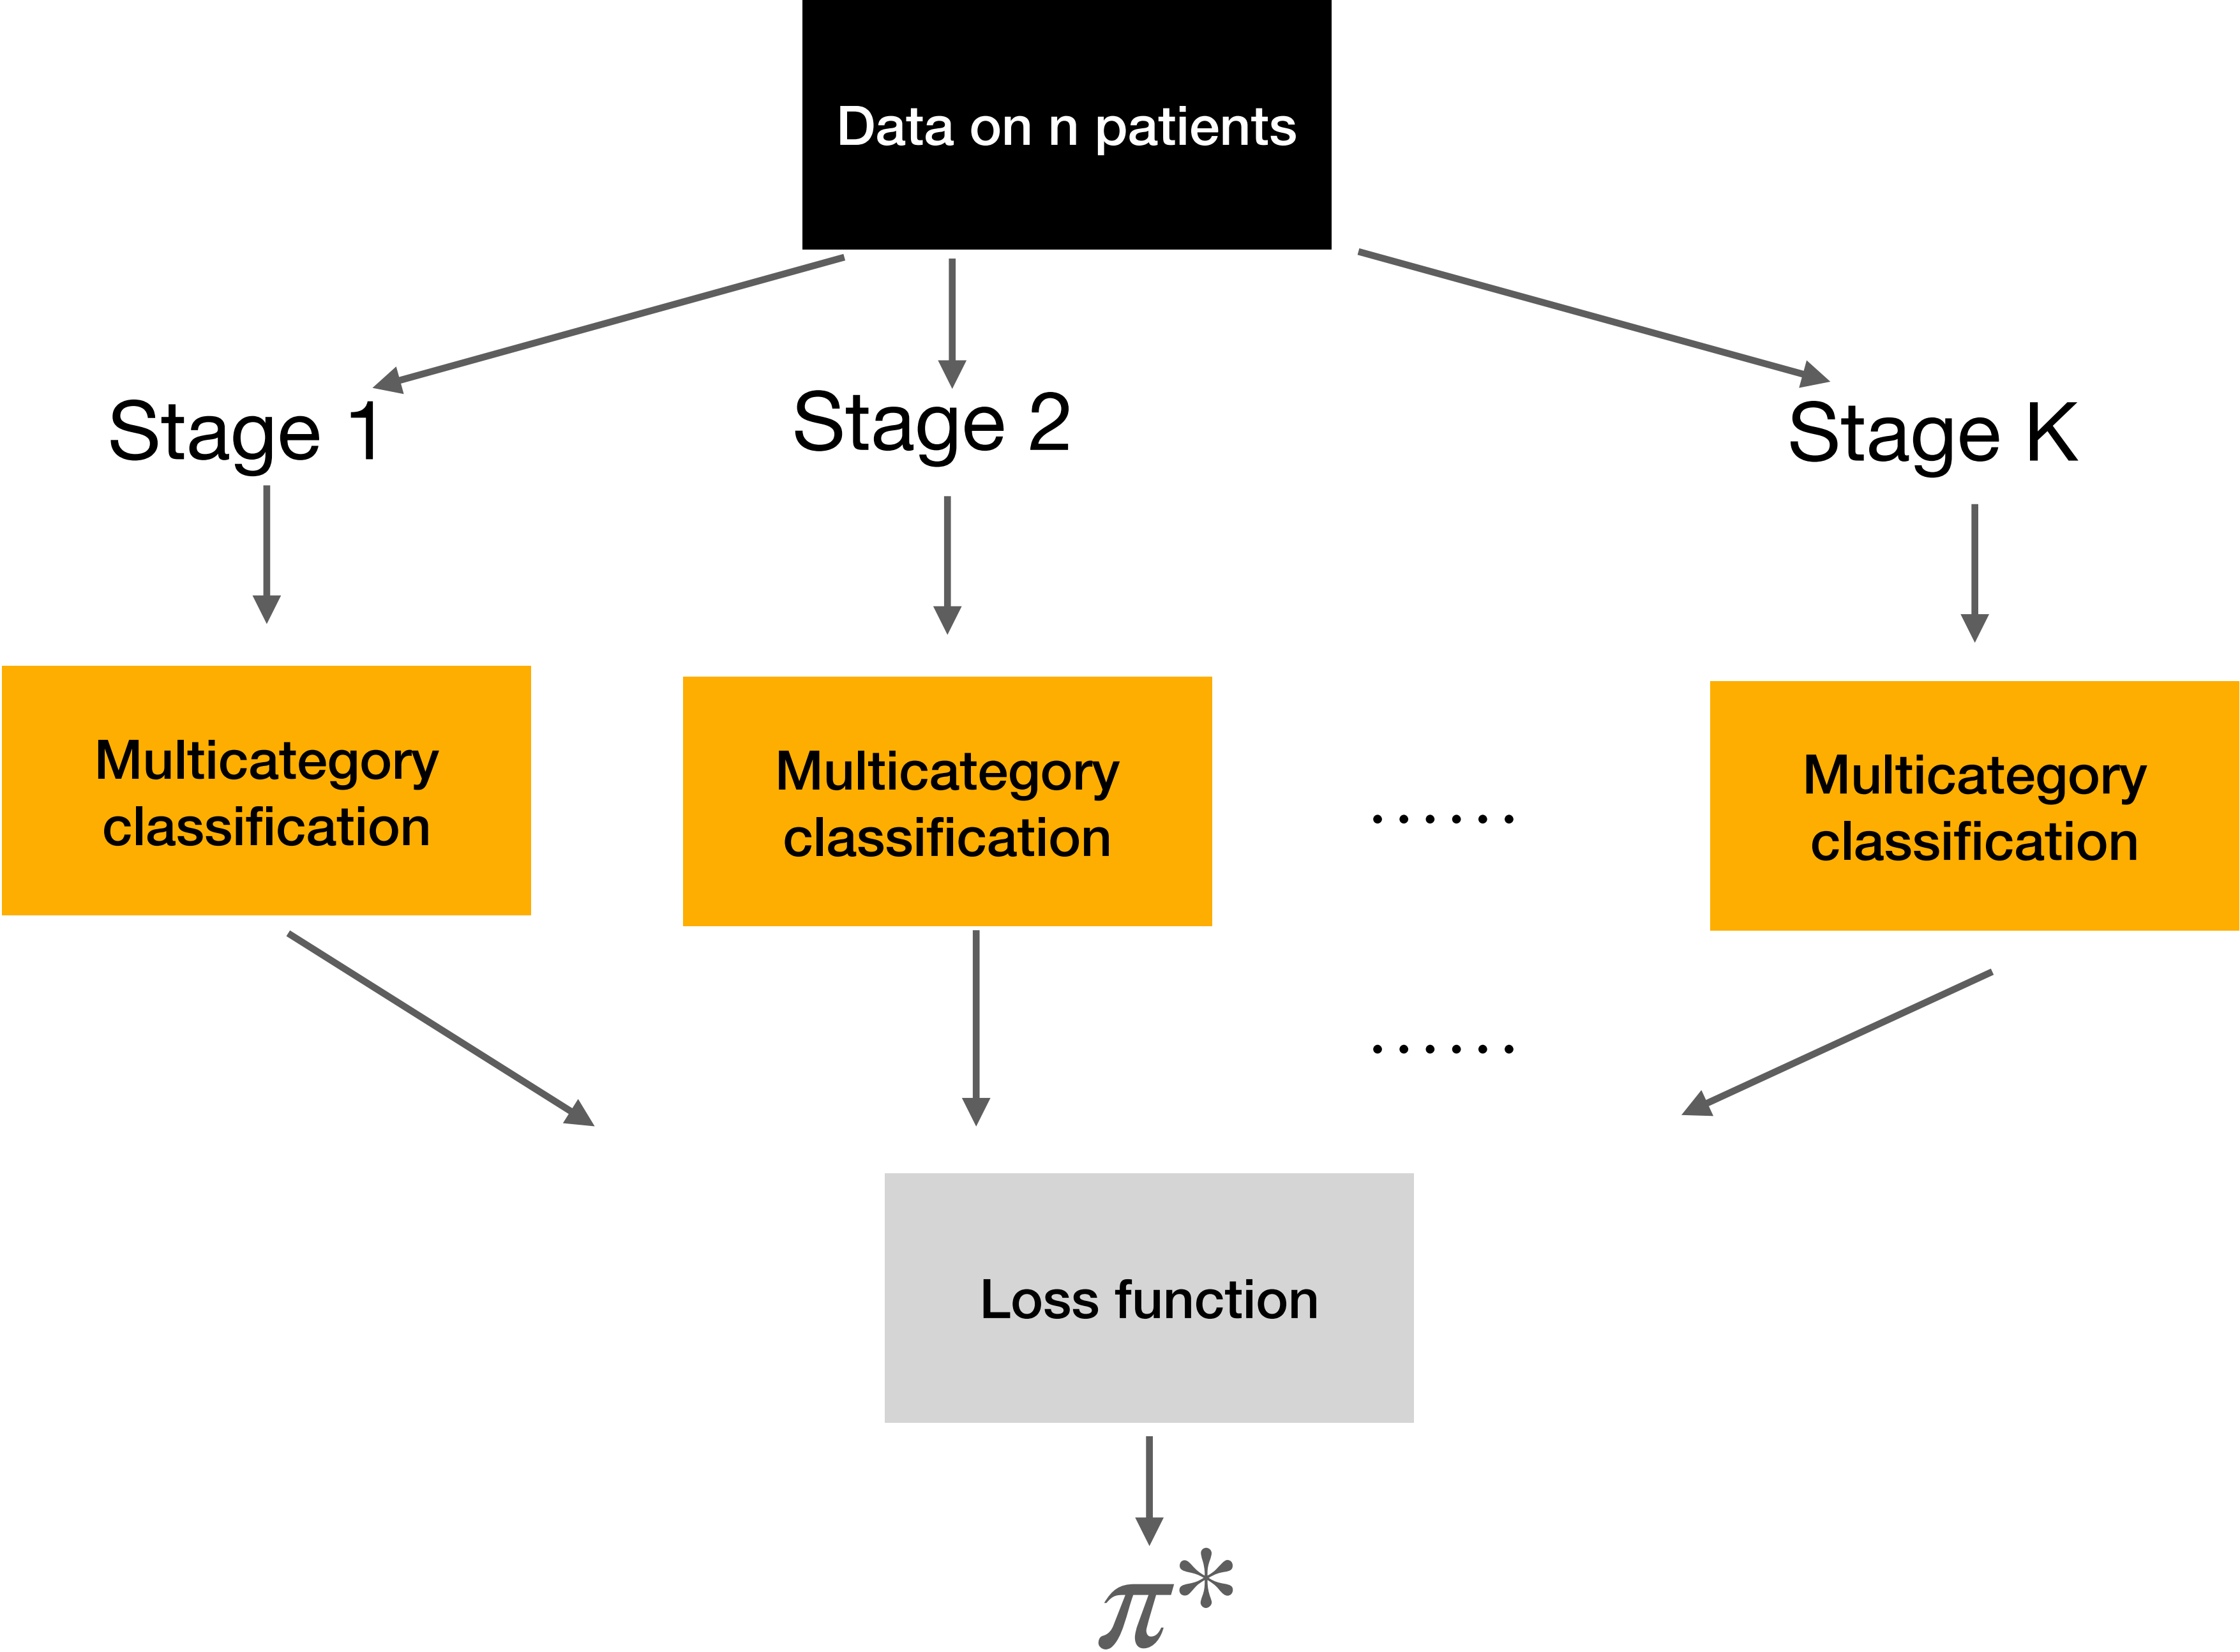 Data on n patients
Stage 1
Stage 2
Stage K
Multicategory
classification
Multicategory
classification
......
Multicategory
classification
......
Loss function
π*